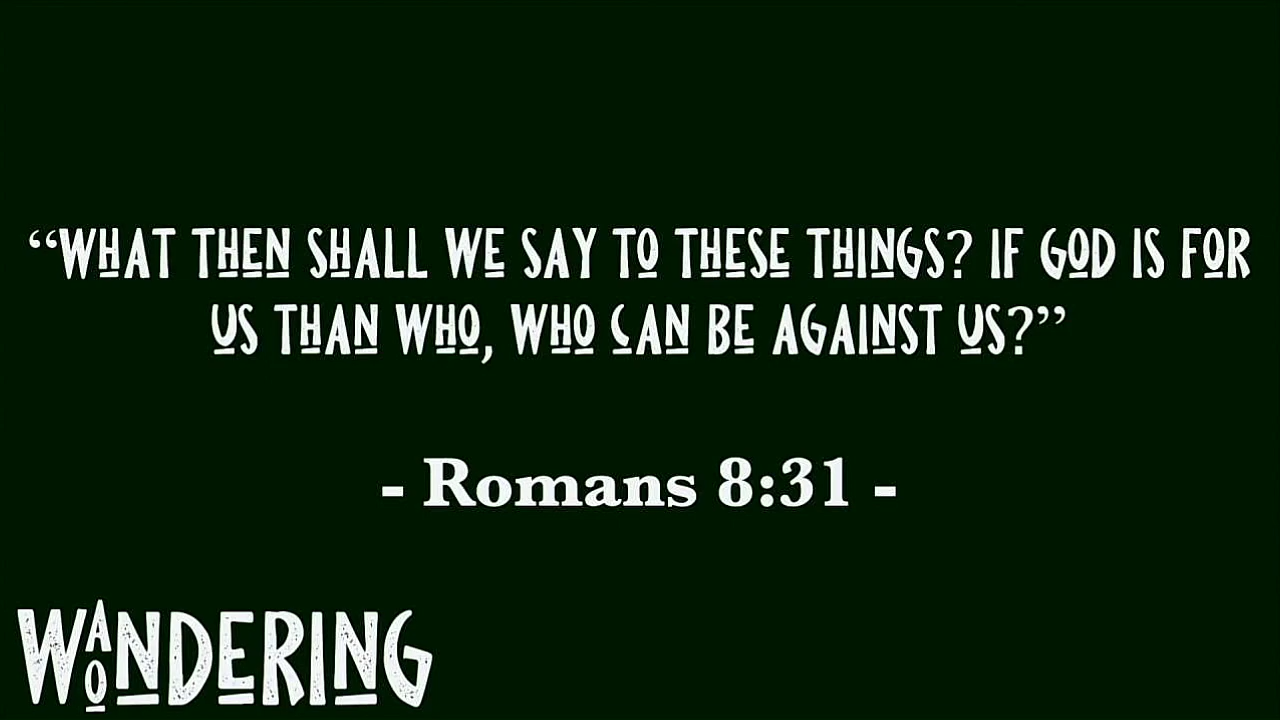 “WHAT THEN SHALL WE SAY TO THESE THINGS? IF GOD IS FOR
US THAN WHO, WHO CAN BE AGAINST US?”
- Romans 8:31 -
WAONDERING